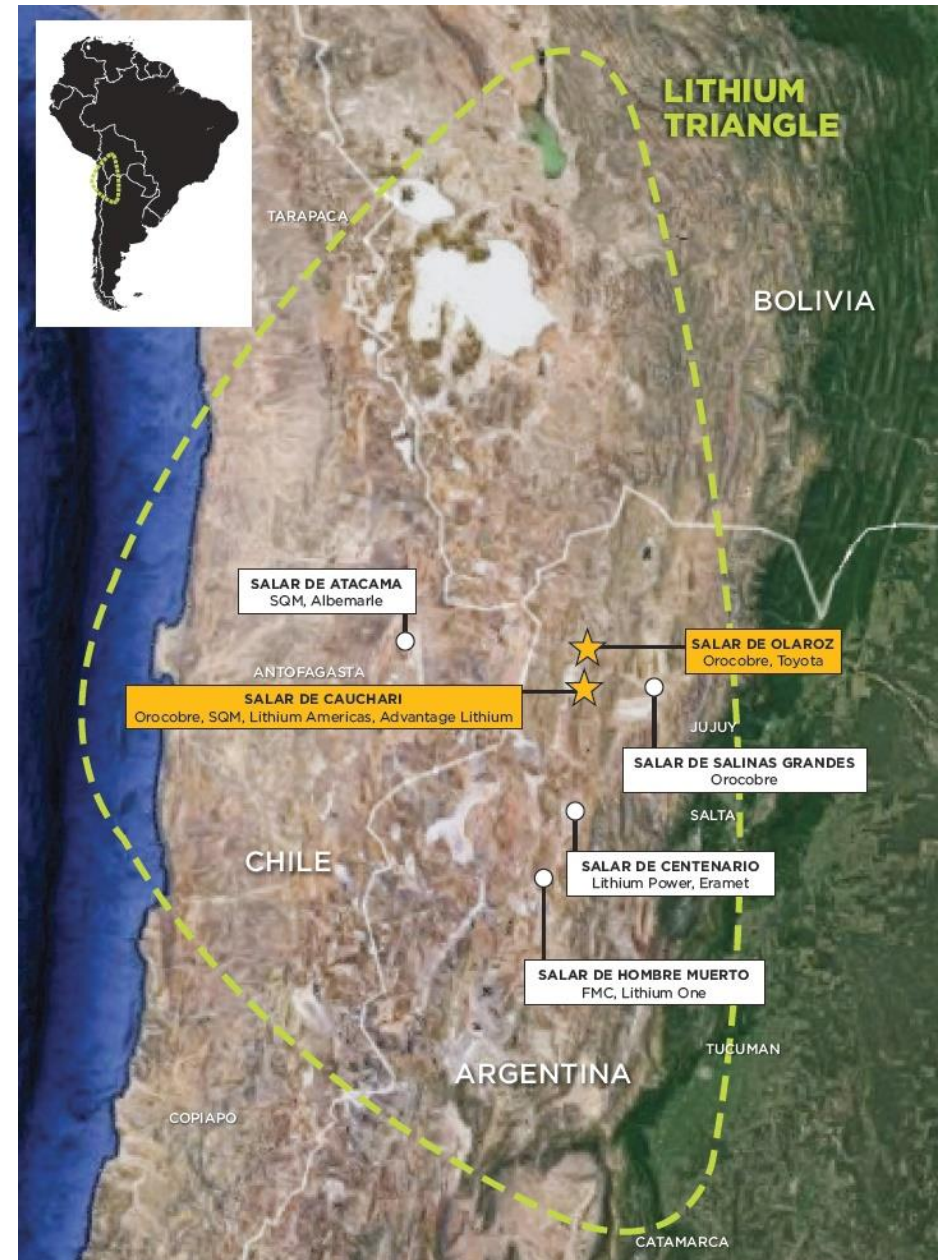 LITHIUM
TRIANGLE
TARAPACA
BOLIVIA
SALAR DE ATACAMA
SQM, Albemarle
SALAR DE OLAROZ
Orocobre, Toyota
ANTOFAGASTA
SALAR DE CAUCHARI
Orocobre, SQM, Lithium Americas, Advantage Lithium
JUJUY
SALAR DE SALINAS GRANDES
Orocobre
SALTA
CHILE
SALAR DE CENTENARIO
Lithium Power, Eramet
SALAR DE HOMBRE MUERTO
FMC, Lithium One
TUCUMAN
ARGENTINA
COPIAPO
CATAMARCA